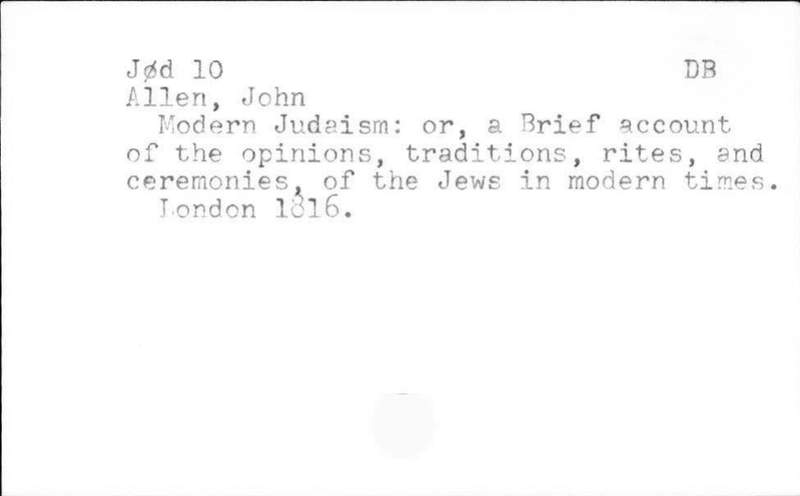 Jød 10 DB
Allen, John
Modern Judaism: or, a Brief account
of the opinions, traditions, rites, and
ceremonies, of the Jews in modern times.
London 1816.